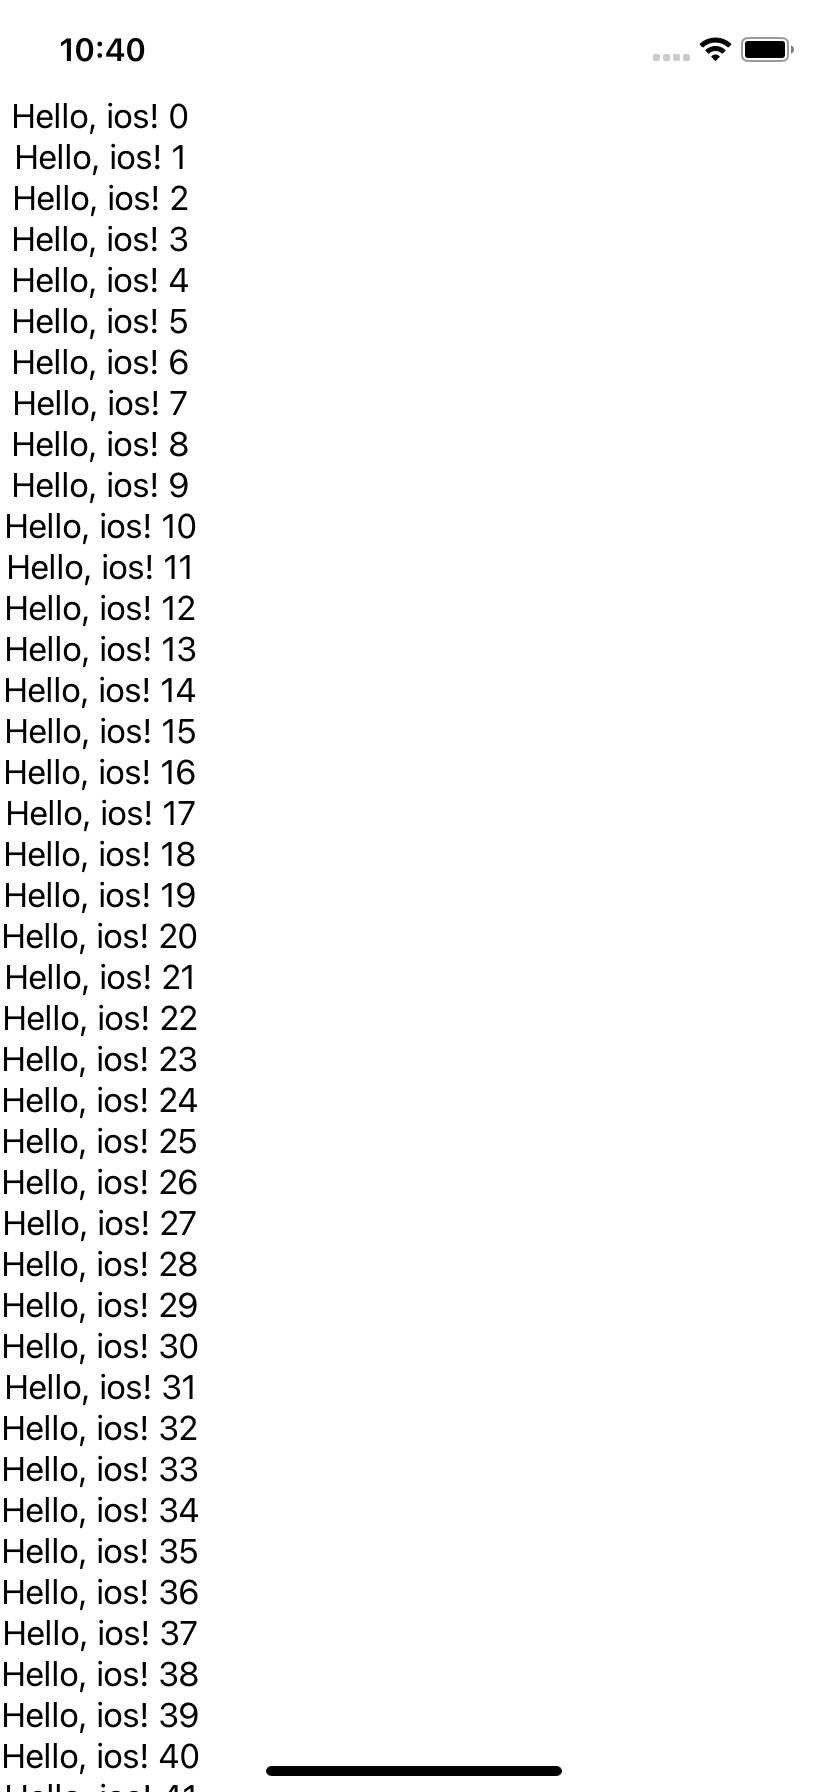 10:40
Hello, ios! 0
Hello, ios! 1
Hello, ios! 2
Hello, ios! 3
Hello, ios! 4
Hello, ios! 5
Hello, ios! 6
Hello, ios! 7
Hello, ios! 8
Hello, ios! 9
Hello, ios! 10
Hello, ios! 11
Hello, ios! 12
Hello, ios! 13
Hello, ios! 14
Hello, ios! 15
Hello, ios! 16
Hello, ios! 17
Hello, ios! 18
Hello, ios! 19
Hello, ios! 20
Hello, ios! 21
Hello, ios! 22
Hello, ios! 23
Hello, ios! 24
Hello, ios! 25
Hello, ios! 26
Hello, ios! 27
Hello, ios! 28
Hello, ios! 29
Hello, ios! 30
Hello, ios! 31
Hello, ios! 32
Hello, ios! 33
Hello, ios! 34
Hello, ios! 35
Hello, ios! 36
Hello, ios! 37
Hello, ios! 38
Hello, ios! 39
Hello, ios! 40